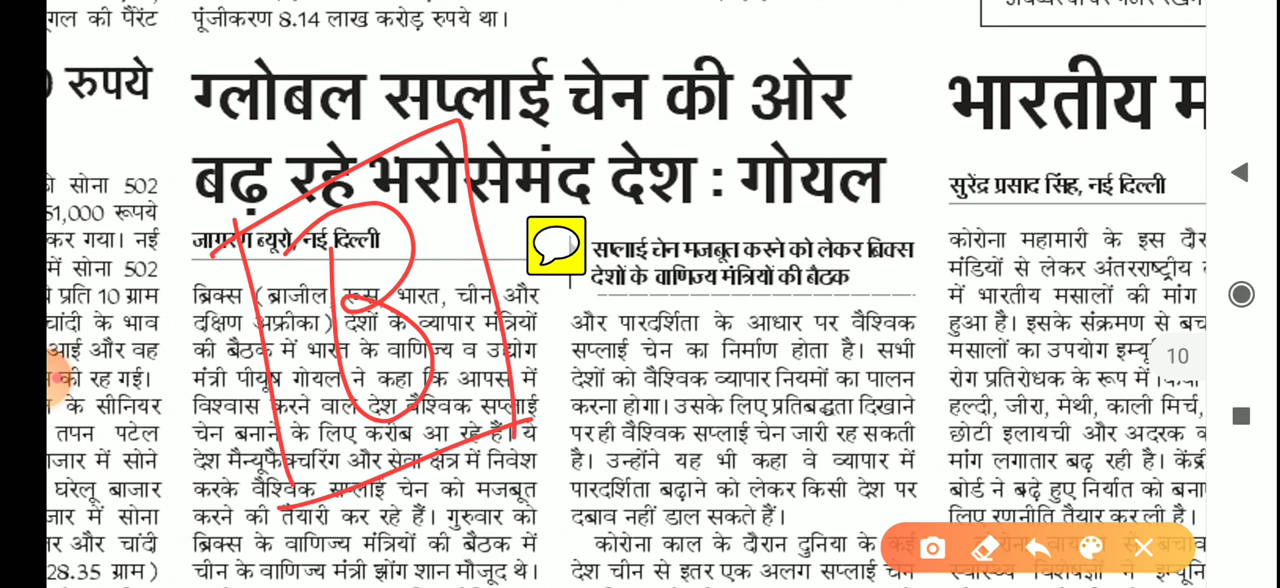 गल की पैरेंट
रुपये
सोना 502
51,000 रूपये
कर गया। नई
में सोना 502
प्रति 10 ग्राम
चांदी के भाव
आई और वह
की रह गई।
के सीनियर
तपन पटेल
बाजार में सोने
घरेलू बाजार
में सोना
और चांदी
28.35 ग्राम)
पूंजीकरण 8.14 लाख करोड़ रुपये था।
ग्लोबल सप्लाई चेन की ओर
बढ़ रहे भरोसेमंद देश : गोयल
जागरण ब्यूरो, नई दिल्ली
ब्रिक्स (ब्राजील, रूस, भारत, चीन और
दक्षिण अफ्रीका) देशों के व्यापार मंत्रियों
की बैठक में भारत के वाणिज्य व उद्योग
मंत्री पीयूष गोयल ने कहा कि आपस में
विश्वास करने वाले देश वैश्विक सप्लाई
चेन बनाने के लिए करीब आ रहे हैं। ये
देश मैन्यूफैक्चरिंग और सेवा क्षेत्र में निवेश
करके वैश्विक सप्लाई चेन को मजबूत
करने की तैयारी कर रहे हैं। गुरुवार को
ब्रिक्स के वाणिज्य मंत्रियों की बैठक में
चीन के वाणिज्य मंत्री झोंग शान मौजूद थे।
सप्लाई चेन मजबूत करने को लेकर ब्रिक्स
देशों के वाणिज्य मंत्रियों की बैठक
और पारदर्शिता के आधार पर वैश्विक
सप्लाई चेन का निर्माण होता है। सभी
देशों को वैश्विक व्यापार नियमों का पालन
करना होगा। उसके लिए प्रतिबद्धता दिखाने
पर ही वैश्विक सप्लाई चेन जारी रह सकती
है। उन्होंने यह भी कहा वे व्यापार में
पारदर्शिता बढ़ाने को लेकर किसी देश पर
दबाव नहीं डाल सकते हैं।
कोरोना काल के दौरान दुनिया के कई
देश चीन से इतर एक अलग सप्लाई चेन
भारतीय म
सुरेंद्र प्रसाद सिंह, नई दिल्ली
कोरोना महामारी के इस दौर
मंडियों से लेकर अंतरराष्ट्रीय
में भारतीय मसालों की मांग
हुआ है। इसके संक्रमण से बच
मसालों का उपयोग इम्यु
रोग प्रतिरोधक के रूप में
हल्दी, जीरा, मेथी, काली मिर्च,
छोटी इलायची और अदरक व
मांग लगातार बढ़ रही है। केंद्री
बोर्ड ने बढ़े हुए निर्यात को बना
लिए रणनीति तैयार कर ली है।
10
B